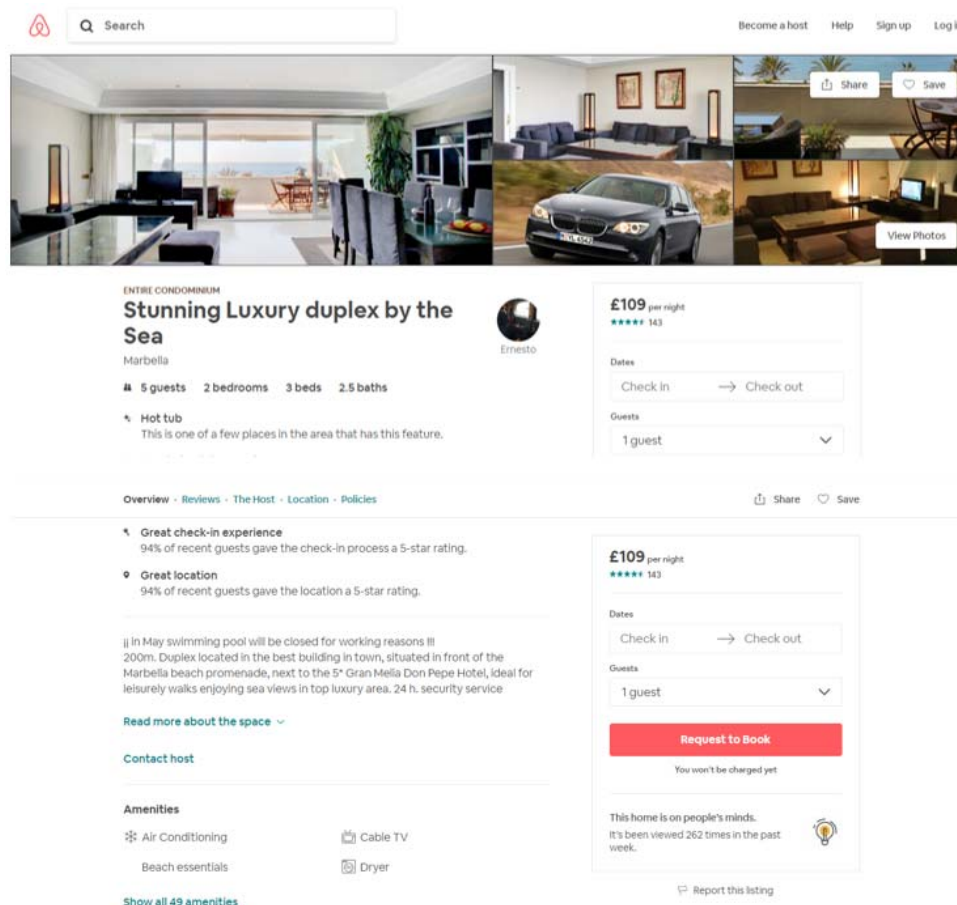 Search
Become a host Help Sign up Log i
Share Save
View Photos
ENTIRE CONDOMINIUM
Stunning Luxury duplex by the
Sea
Marbella
Ernesto
5 guests 2 bedrooms 3 beds 2.5 baths
Hot tub
This is one of a few places in the area that has this feature.
£109 per night
143
Dates
Check in → Check out
Guests
1 guest
Overview · Reviews · The Host · Location · Policies
Share Save
Great check-in experience
94% of recent guests gave the check-in process a 5-star rating.
Great location
94% of recent guests gave the location a 5-star rating.
¡¡ in May swimming pool will be closed for working reasons !!!
200m. Duplex located in the best building in town, situated in front of the
Marbella beach promenade, next to the 5* Gran Melia Don Pepe Hotel, ideal for
leisurely walks enjoying sea views in top luxury area. 24 h. security service
Read more about the space
Contact host
Amenities
Air Conditioning Cable TV
Beach essentials Dryer
Show all 49 amenities
£109 per night
143
Dates
Check in → Check out
Guests
1 guest
Request to Book
You won't be charged yet
This home is on people's minds.
It's been viewed 262 times in the past
week.
Report this listing